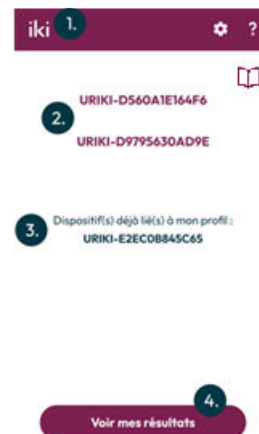 iki 1. ?
URIKI-D560A1E164F6
2.
URIKI-D9795630AD9E
Dispositif(s) déjà lié(s) à mon profil :
3.
URIKI-E2EC0B845C65
4.
Voir mes résultats